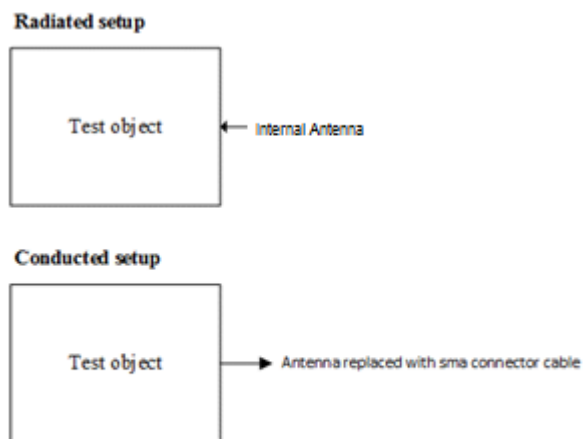 Radiated setup
Test object
Internal Antenna
Conducted setup
Test object
Antenna replaced with sma connector cable